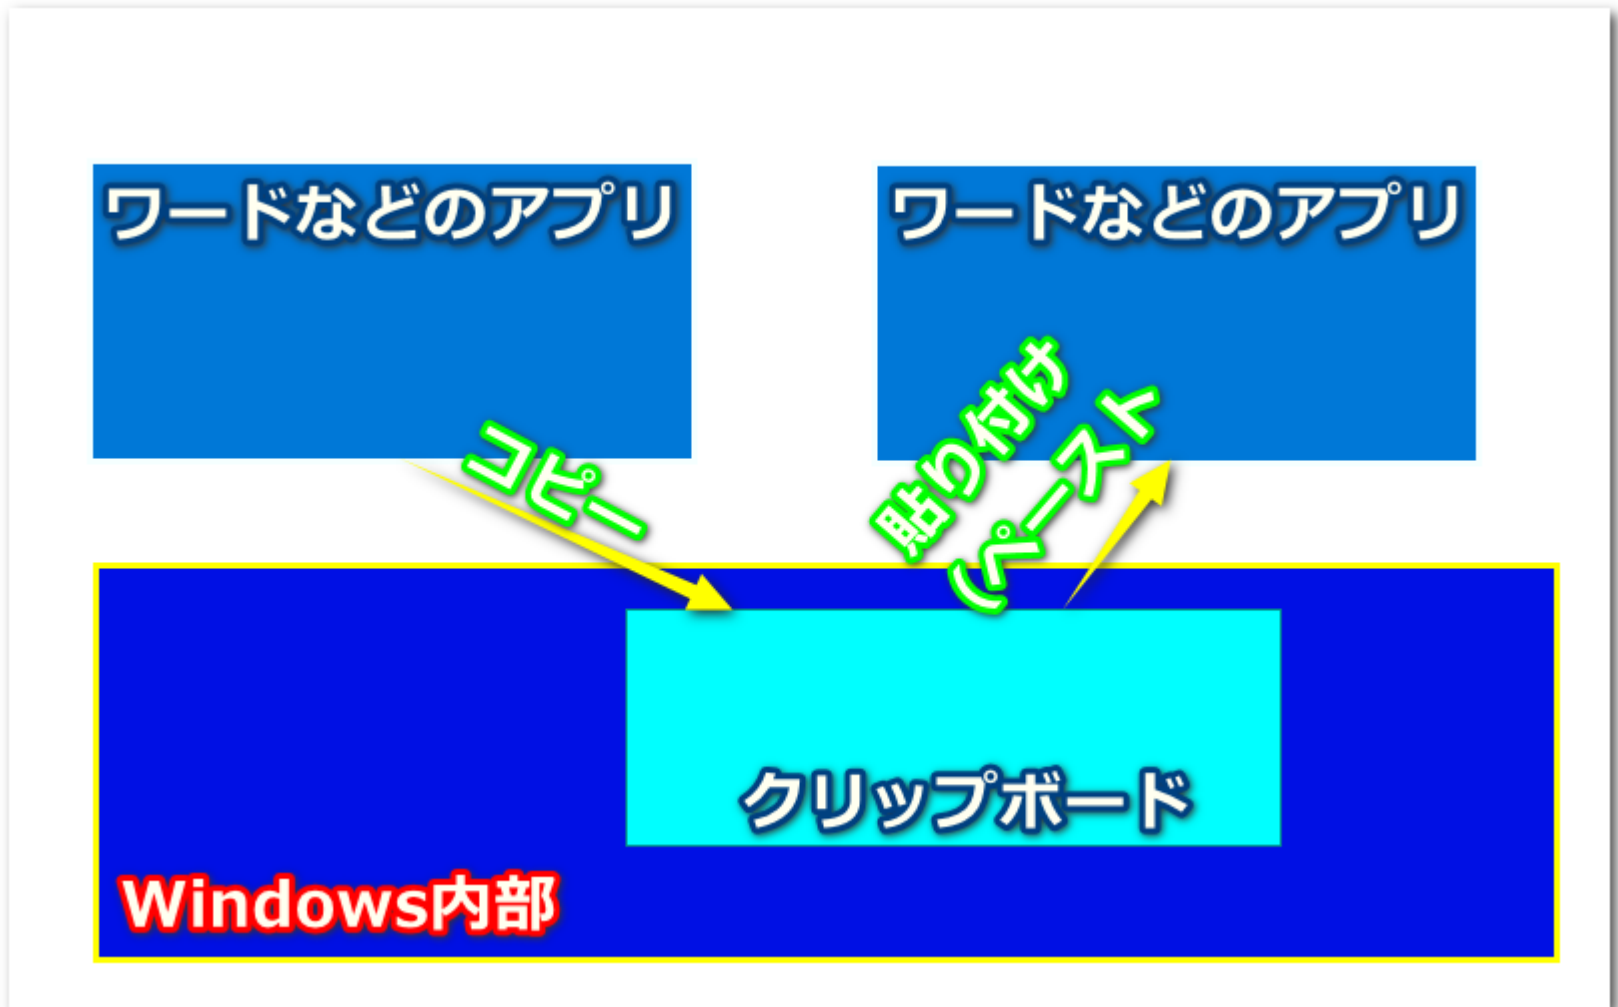 ワードなどのアプリ
ワードなどのアプリ
コピー
貼り付け
(ペースト
クリップボード
Windows内部